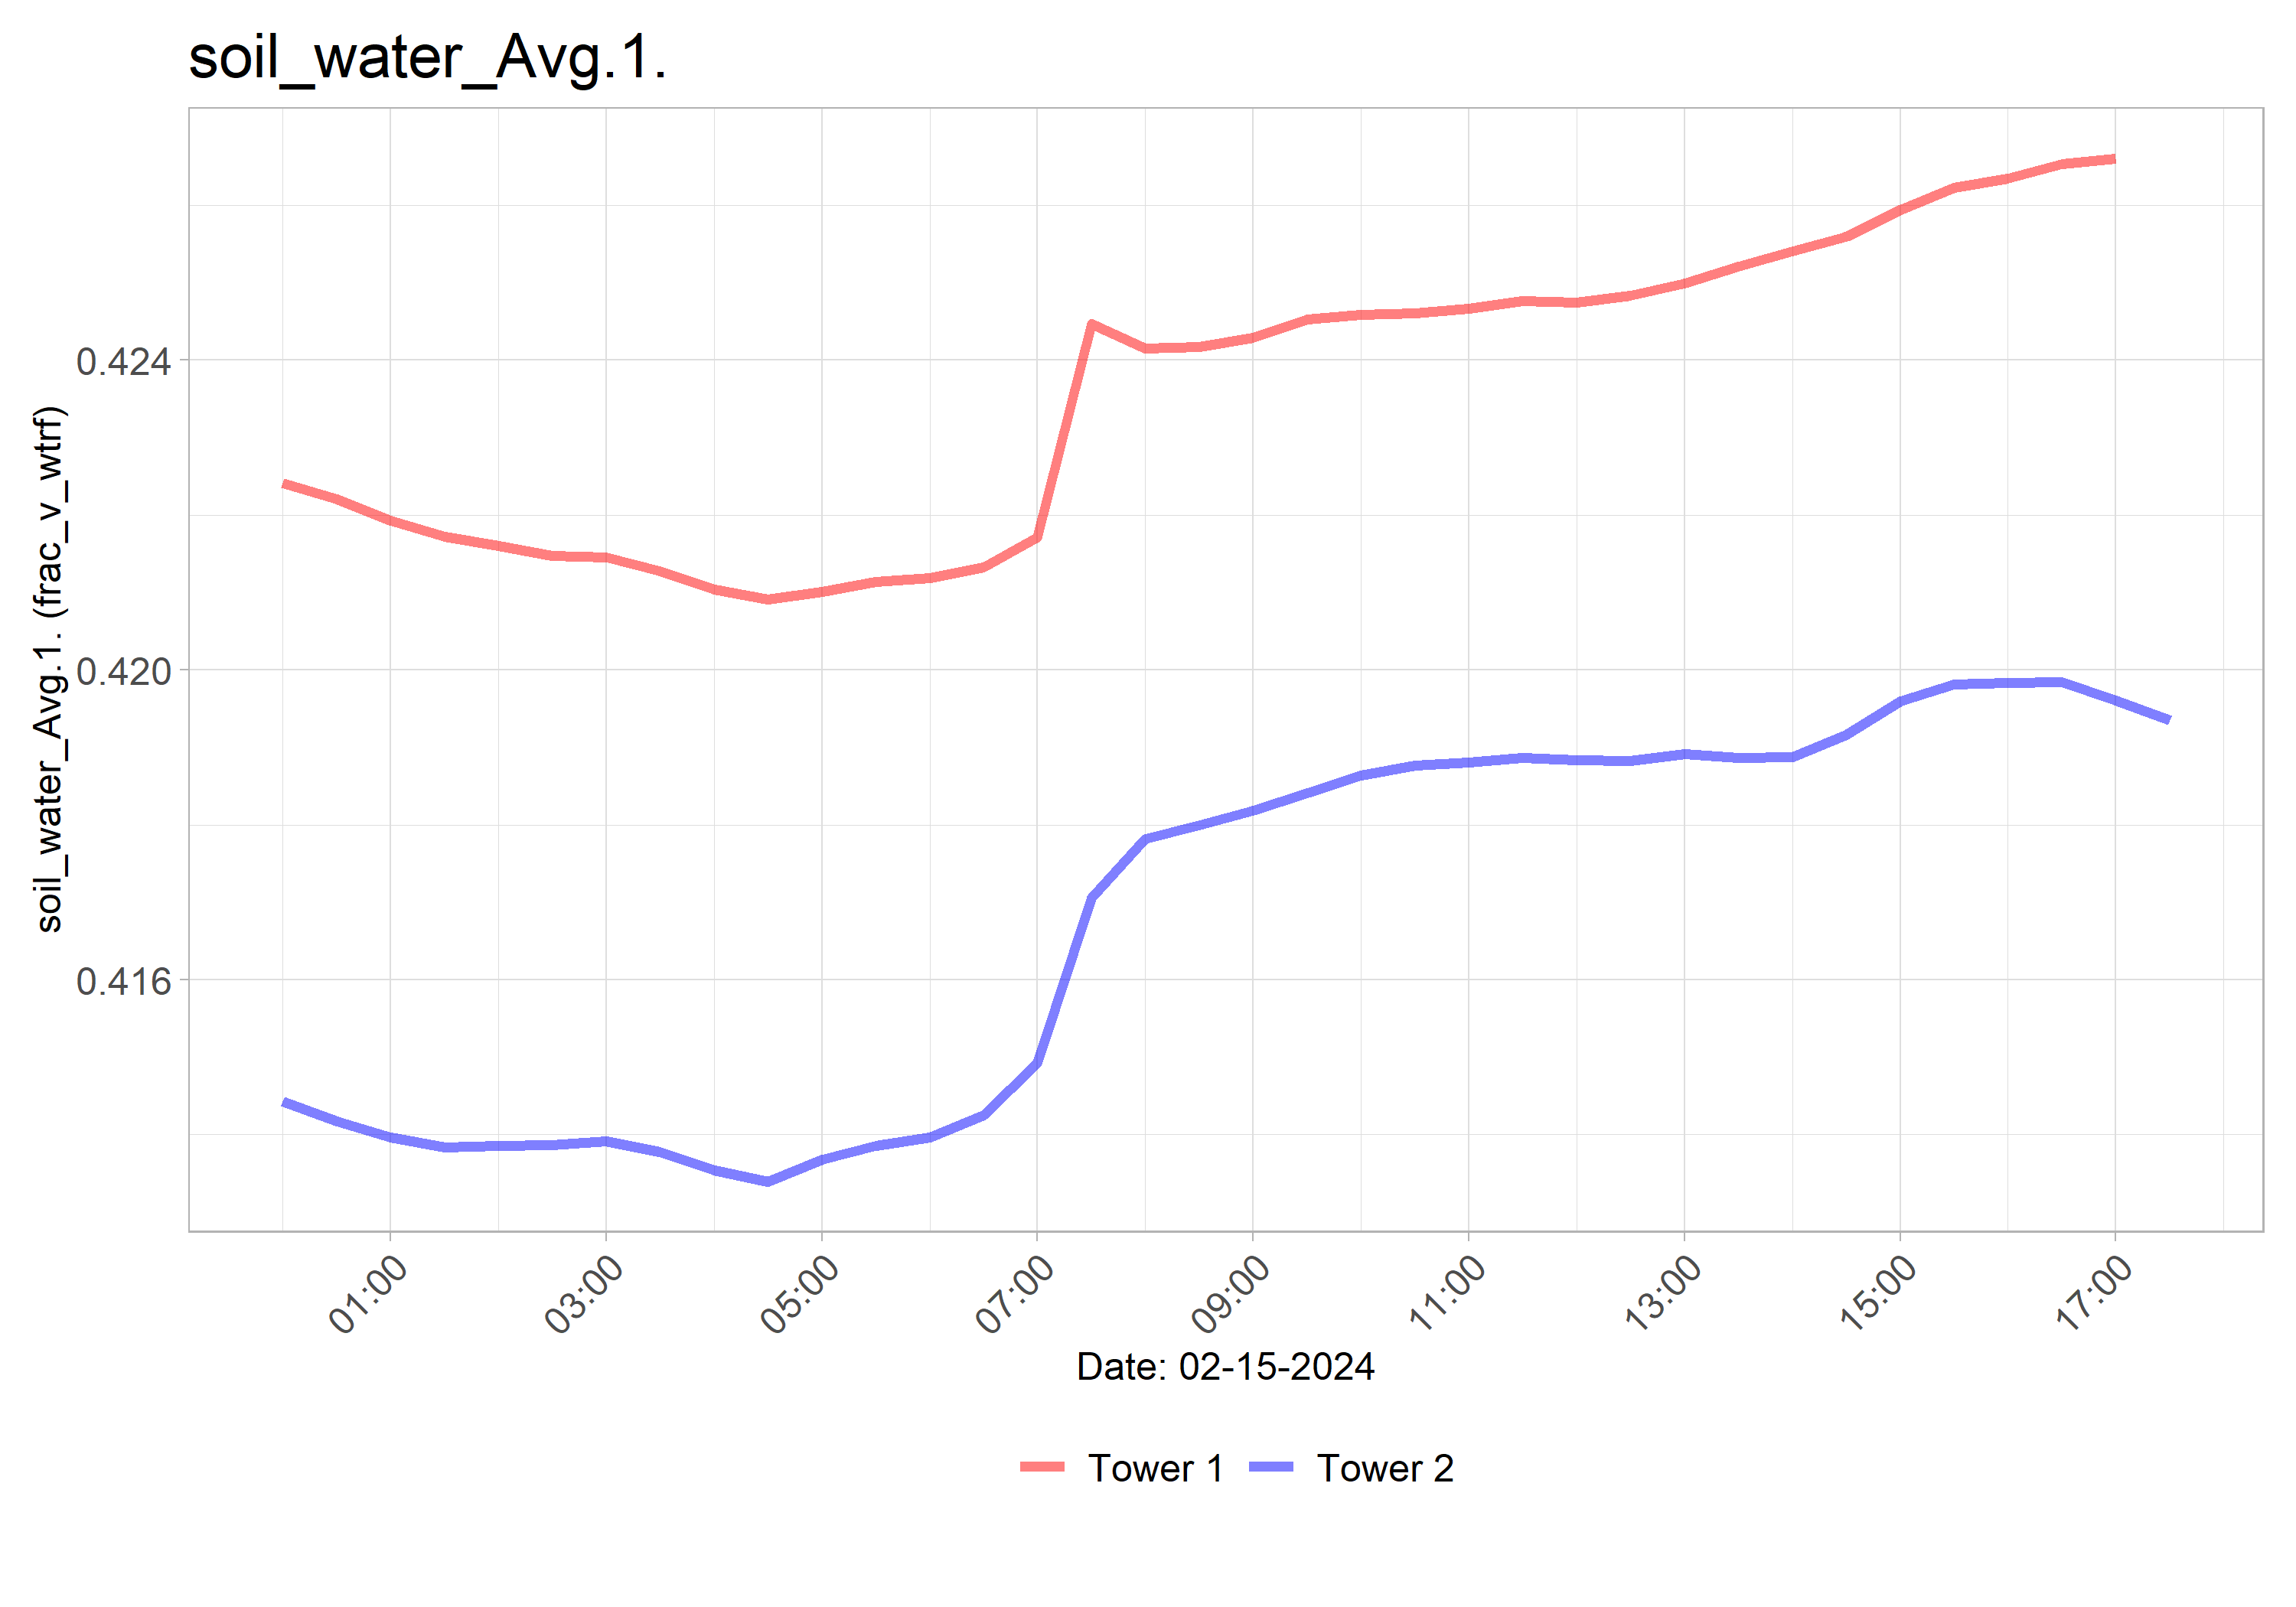 soil_water_Avg.1.
soil_water_Avg.1. (frac_v_wtrf)
0.424
0.420
0.416
01:00
03:00
05:00
07:00
09:00
11:00
13:00
15:00
17:00
Date: 02-15-2024
Tower 1
Tower 2